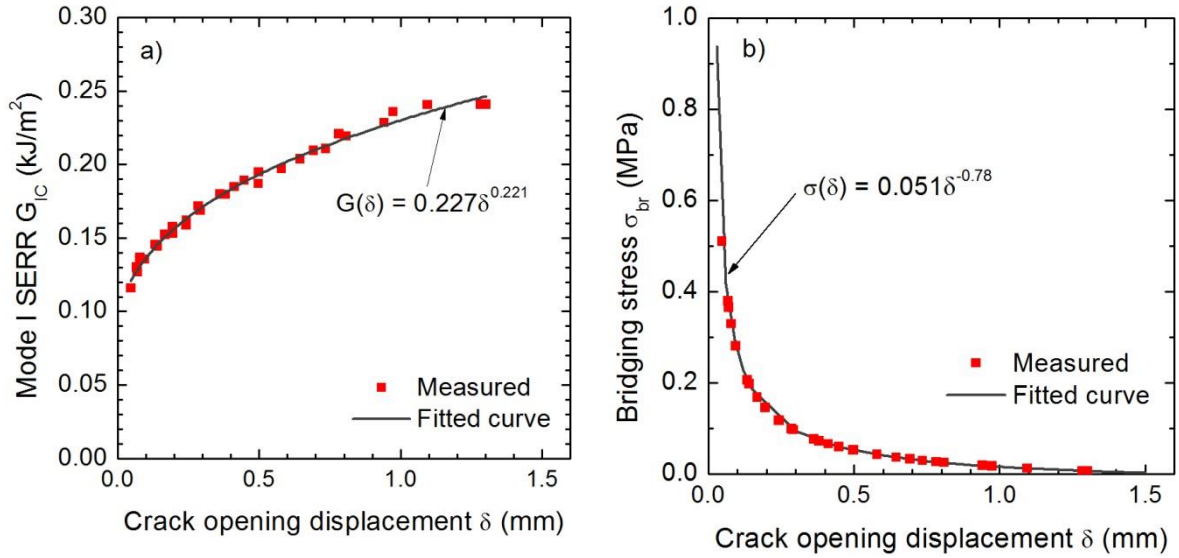 a)
Mode I SERR G_IC (kJ/m²)
0.30
0.25
0.20
0.15
0.10
0.05
0.00
G(δ) = 0.227δ^0.221
Measured
Fitted curve
0.0 0.5 1.0 1.5
Crack opening displacement δ (mm)
b)
Bridging stress σ_br (MPa)
1.0
0.8
0.6
0.4
0.2
0.0
σ(δ) = 0.051δ^-0.78
Measured
Fitted curve
0.0 0.5 1.0 1.5
Crack opening displacement δ (mm)